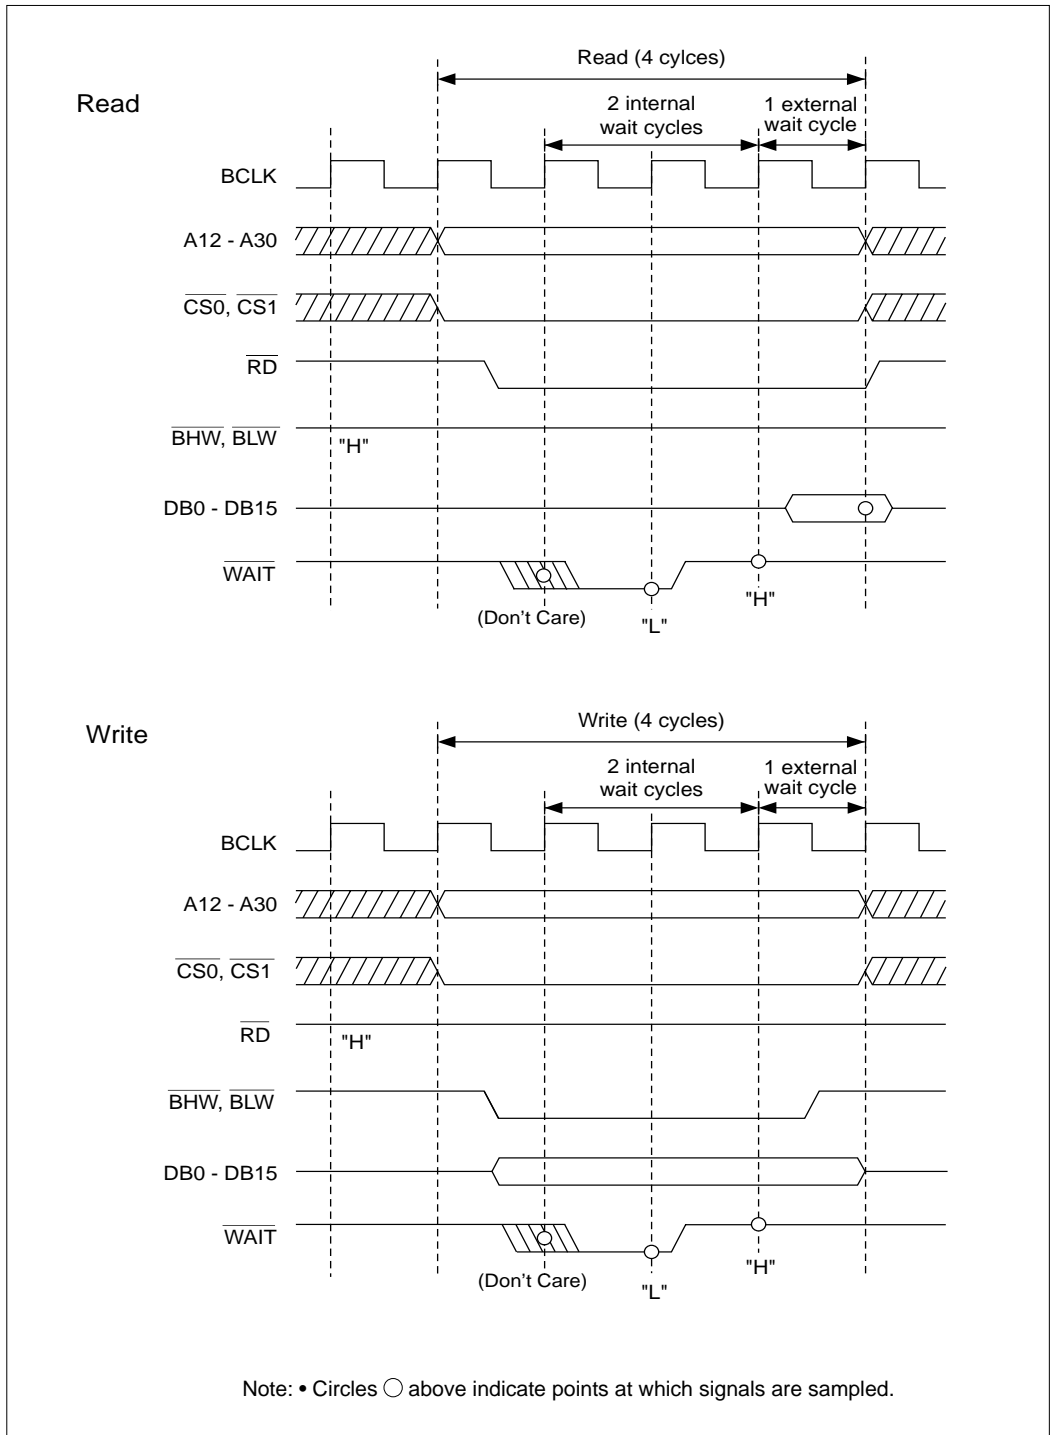 Read (4 cylces)
Read
2 internal
wait cycles
1 external
wait cycle
BCLK
A12 - A30
CS0, CS1
RD
BHW, BLW
"H"
DB0 - DB15
WAIT
(Don't Care)
"L"
"H"
Write
Write (4 cycles)
2 internal
wait cycles
1 external
wait cycle
BCLK
A12 - A30
CS0, CS1
RD
"H"
BHW, BLW
DB0 - DB15
WAIT
(Don't Care)
"L"
"H"
Note: • Circles ○ above indicate points at which signals are sampled.